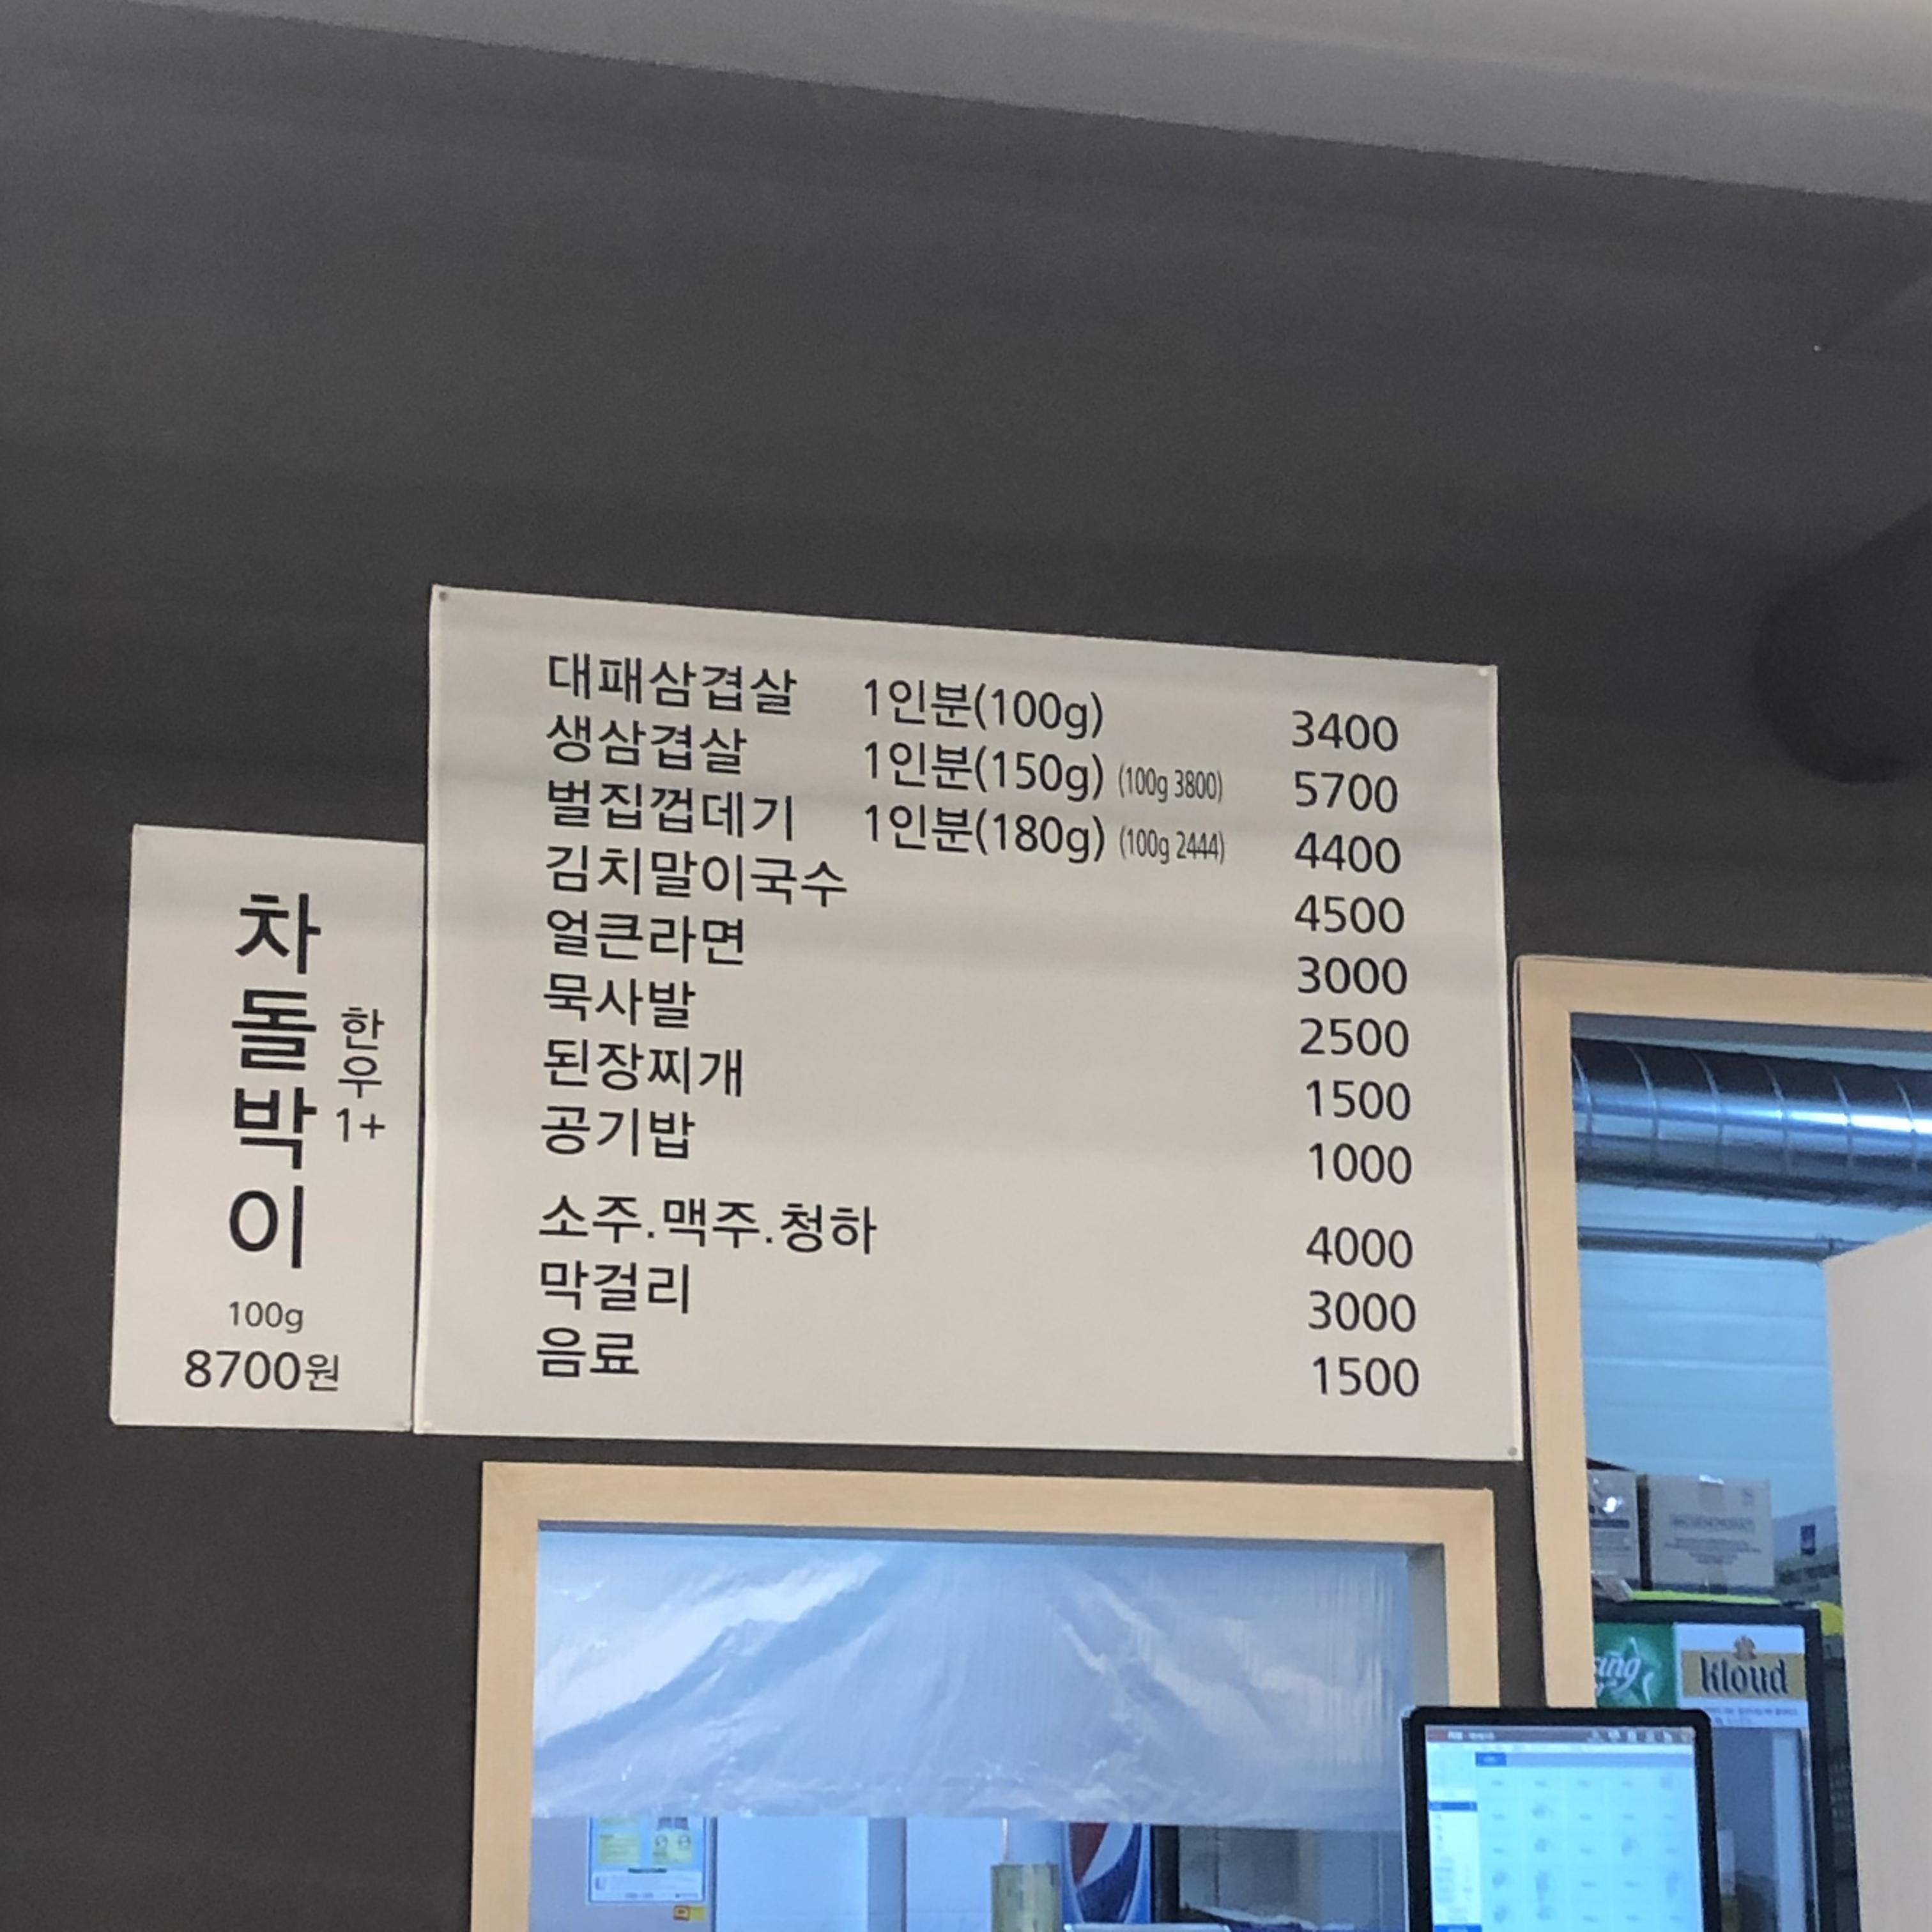 차돌박이
한우1+
100g
8700원
대패삼겹살 1인분(100g) 3400
생삼겹살 1인분(150g) (100g 3800) 5700
벌집껍데기 1인분(180g) (100g 2444) 4400
김치말이국수 4500
얼큰라면 3000
묵사발 2500
된장찌개 1500
공기밥 1000
소주.맥주.청하 4000
막걸리 3000
음료 1500
Kloud